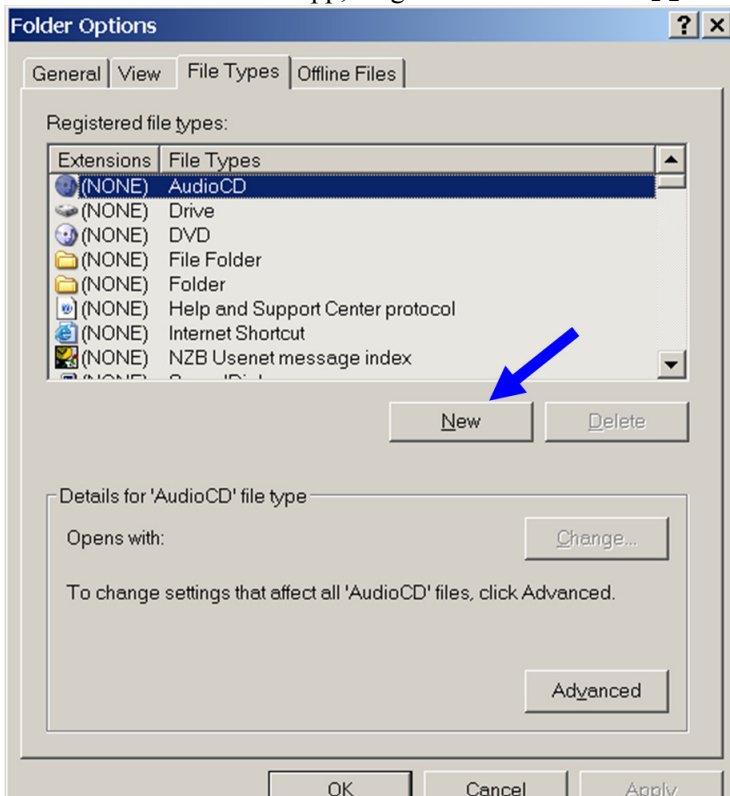 Folder Options
General View File Types Offline Files
Registered file types:
Extensions File Types
(NONE) AudioCD
(NONE) Drive
(NONE) DVD
(NONE) File Folder
(NONE) Folder
(NONE) Help and Support Center protocol
(NONE) Internet Shortcut
(NONE) NZB Usenet message index
New Delete
Details for 'AudioCD' file type
Opens with: Change...
To change settings that affect all 'AudioCD' files, click Advanced.
Advanced
OK Cancel Apply